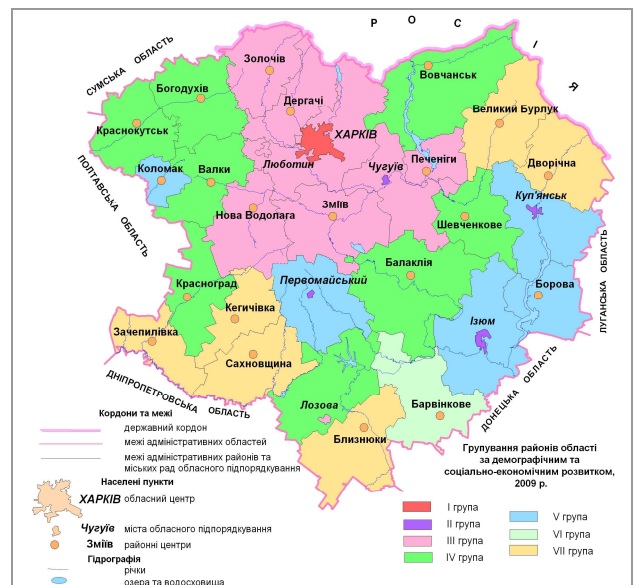 РОСІЯ
СУМСЬКА ОБЛАСТЬ
ПОЛТАВСЬКА ОБЛАСТЬ
ДНІПРОПЕТРОВСЬКА ОБЛАСТЬ
ДОНЕЦЬКА ОБЛАСТЬ
ЛУГАНСЬКА ОБЛАСТЬ
Золочів
Вовчанськ
Богодухів
Дергачі
Великий Бурлук
Краснокутськ
ХАРКІВ
Люботин
Чугуїв
Печеніги
Коломак
Валки
Дворічна
Куп'янськ
Нова Водолага
Зміїв
Шевченкове
Балаклія
Первомайський
Красноград
Борова
Кегичівка
Зачепилівка
Ізюм
Сахновщина
Лозова
Барвінкове
Близнюки
Кордони та межі
державний кордон
межі адміністративних областей
межі адміністративних районів та
міських рад обласного підпорядкування
Населені пункти
ХАРКІВ обласний центр
Чугуїв міста обласного підпорядкування
Зміїв районні центри
Гідрографія
річки
озера та водосховища
Групування районів області
за демографічним та
соціально-економічним розвитком,
2009 р.
І група
ІІ група
ІІІ група
ІV група
V група
VІ група
VІІ група